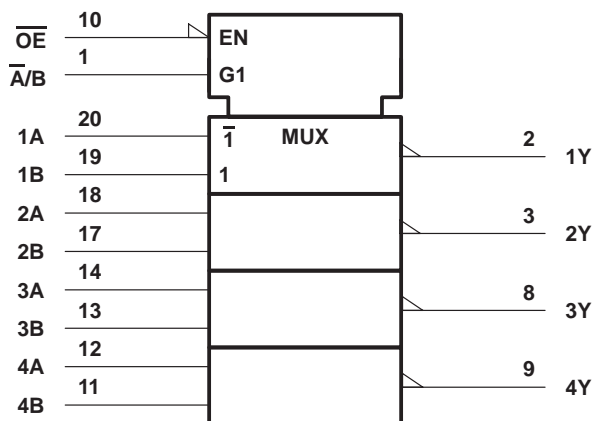 O̅E̅ 10 EN
A̅/B 1 G1
1A 20 1̅ MUX 2 1Y
1B 19 1
2A 18 3 2Y
2B 17
3A 14 8 3Y
3B 13
4A 12 9 4Y
4B 11